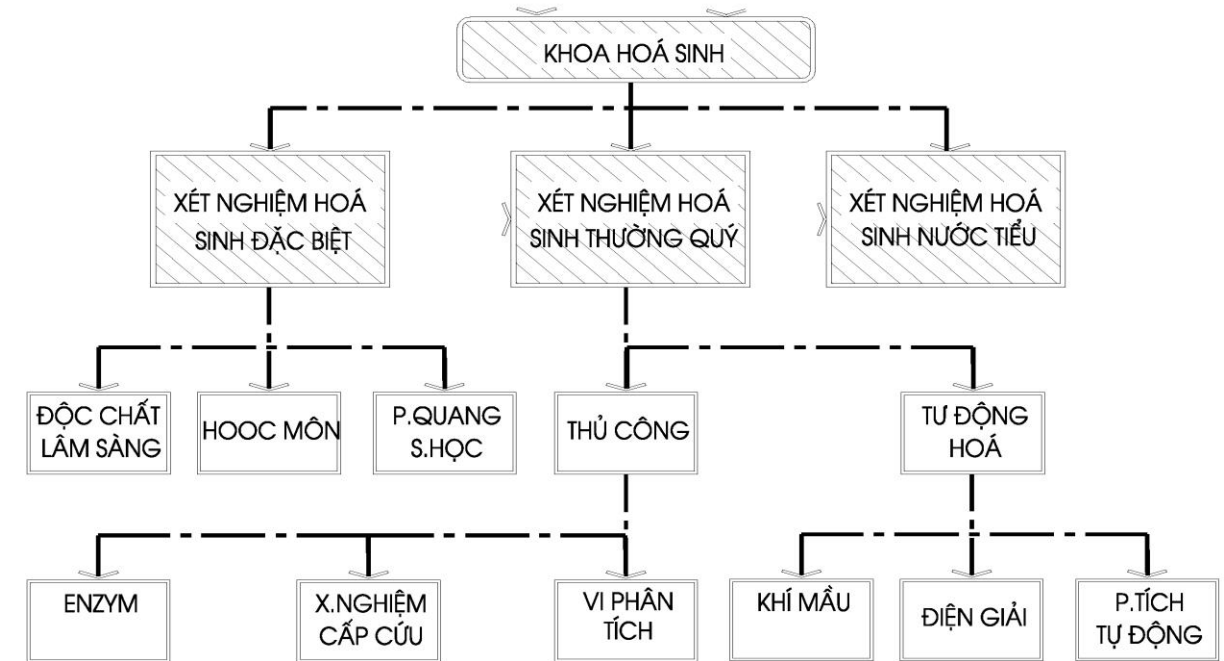 KHOA HOÁ SINH
XÉT NGHIỆM HOÁ
SINH ĐẶC BIỆT
XÉT NGHIỆM HOÁ
SINH THƯỜNG QUÝ
XÉT NGHIỆM HOÁ
SINH NƯỚC TIỂU
ĐỘC CHẤT
LÂM SÀNG
HOOC MÔN
P.QUANG
S.HỌC
THỦ CÔNG
TƯ ĐỘNG
HOÁ
ENZYM
X.NGHIỆM
CẤP CỨU
VI PHÂN
TÍCH
KHÍ MẦU
ĐIỆN GIẢI
P.TÍCH
TỰ ĐỘNG